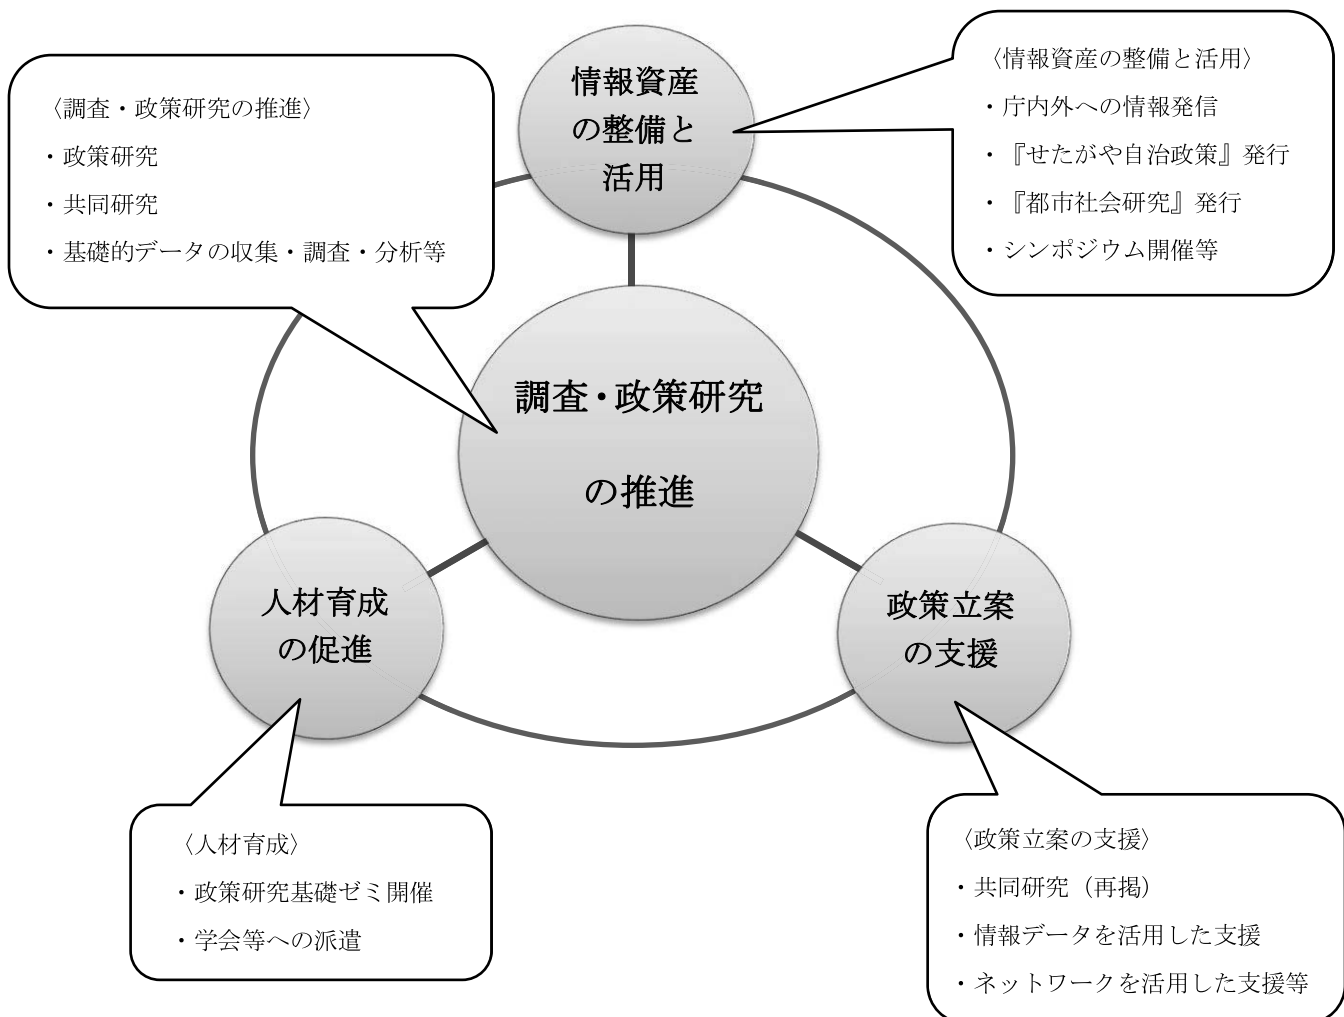 〈調査・政策研究の推進〉
・政策研究
・共同研究
・基礎的データの収集・調査・分析等
情報資産
の整備と
活用
〈情報資産の整備と活用〉
・庁内外への情報発信
・『せたがや自治政策』発行
・『都市社会研究』発行
・シンポジウム開催等
調査・政策研究
の推進
人材育成
の促進
政策立案
の支援
〈人材育成〉
・政策研究基礎ゼミ開催
・学会等への派遣
〈政策立案の支援〉
・共同研究（再掲）
・情報データを活用した支援
・ネットワークを活用した支援等